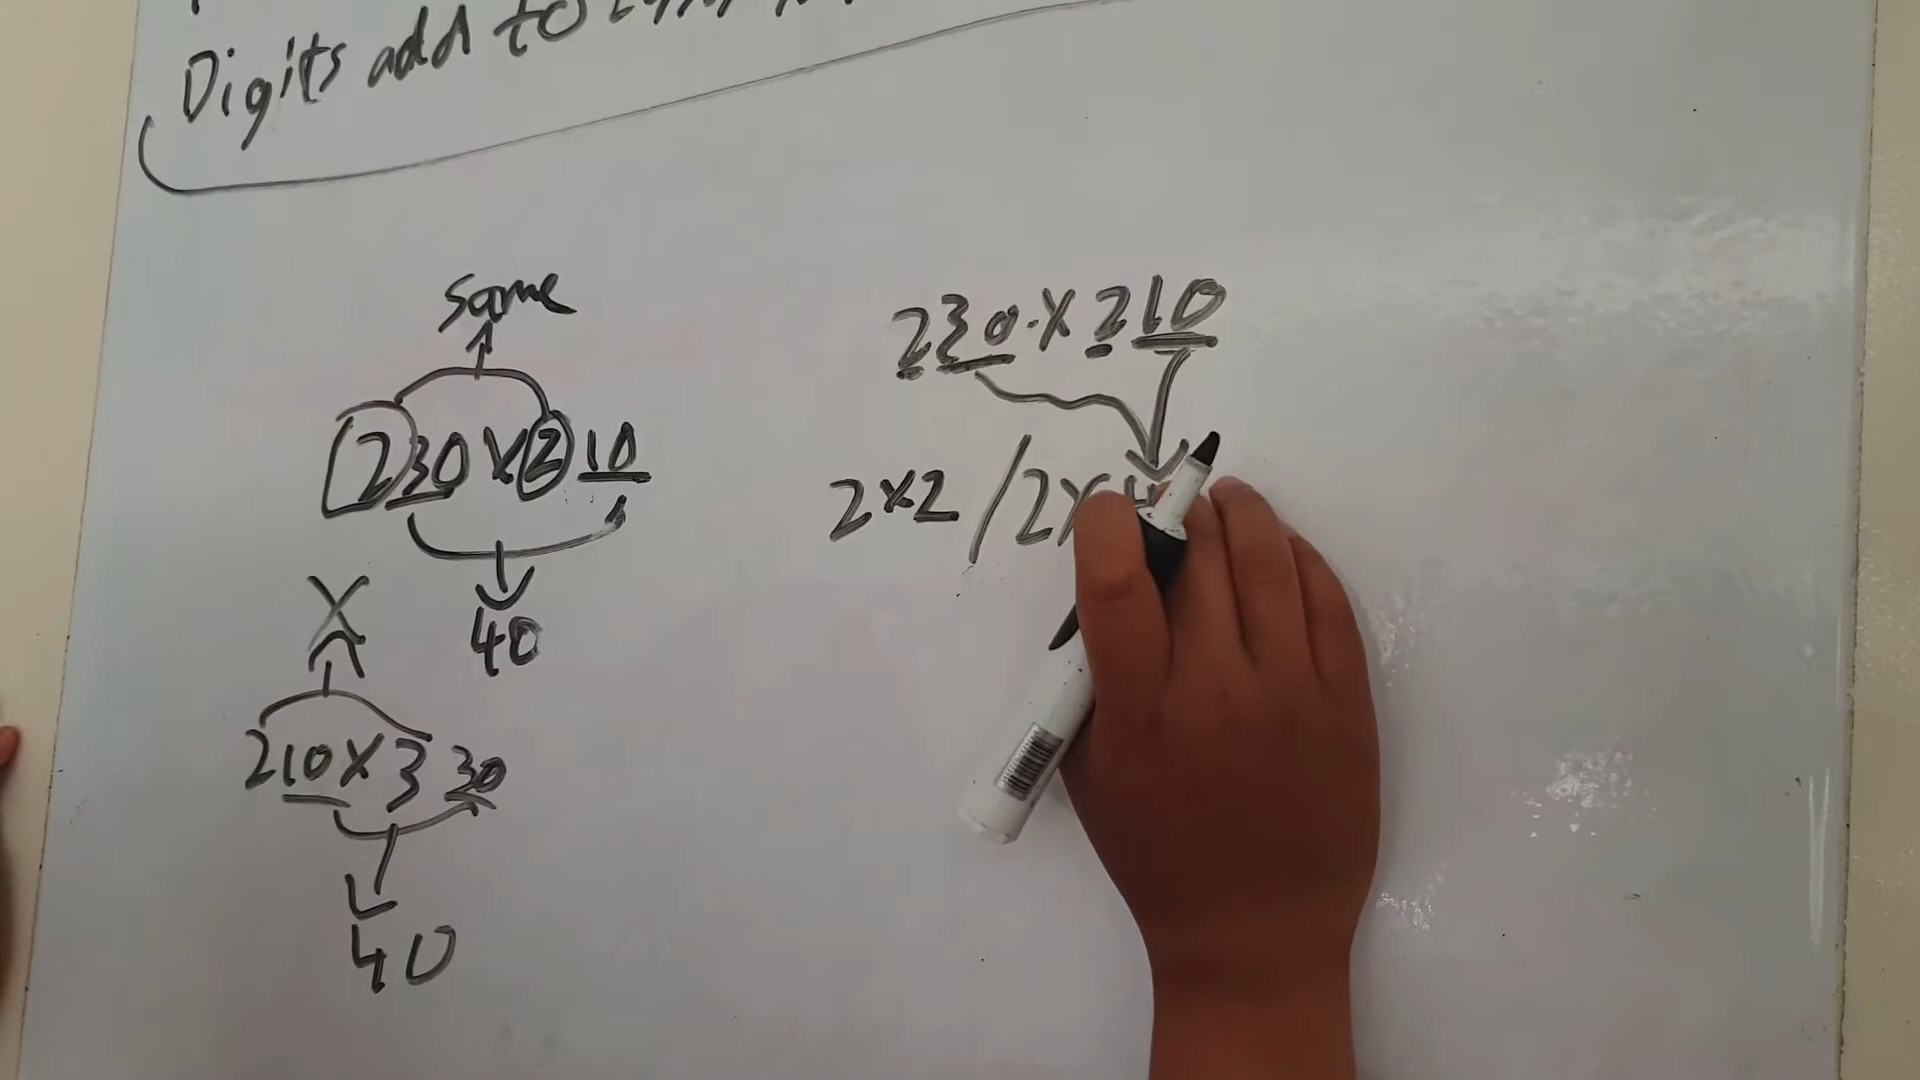 Digits add to
same
230 x 2 10
40
X
210 x 3 30
40
230 x 210
2x2 / 2x